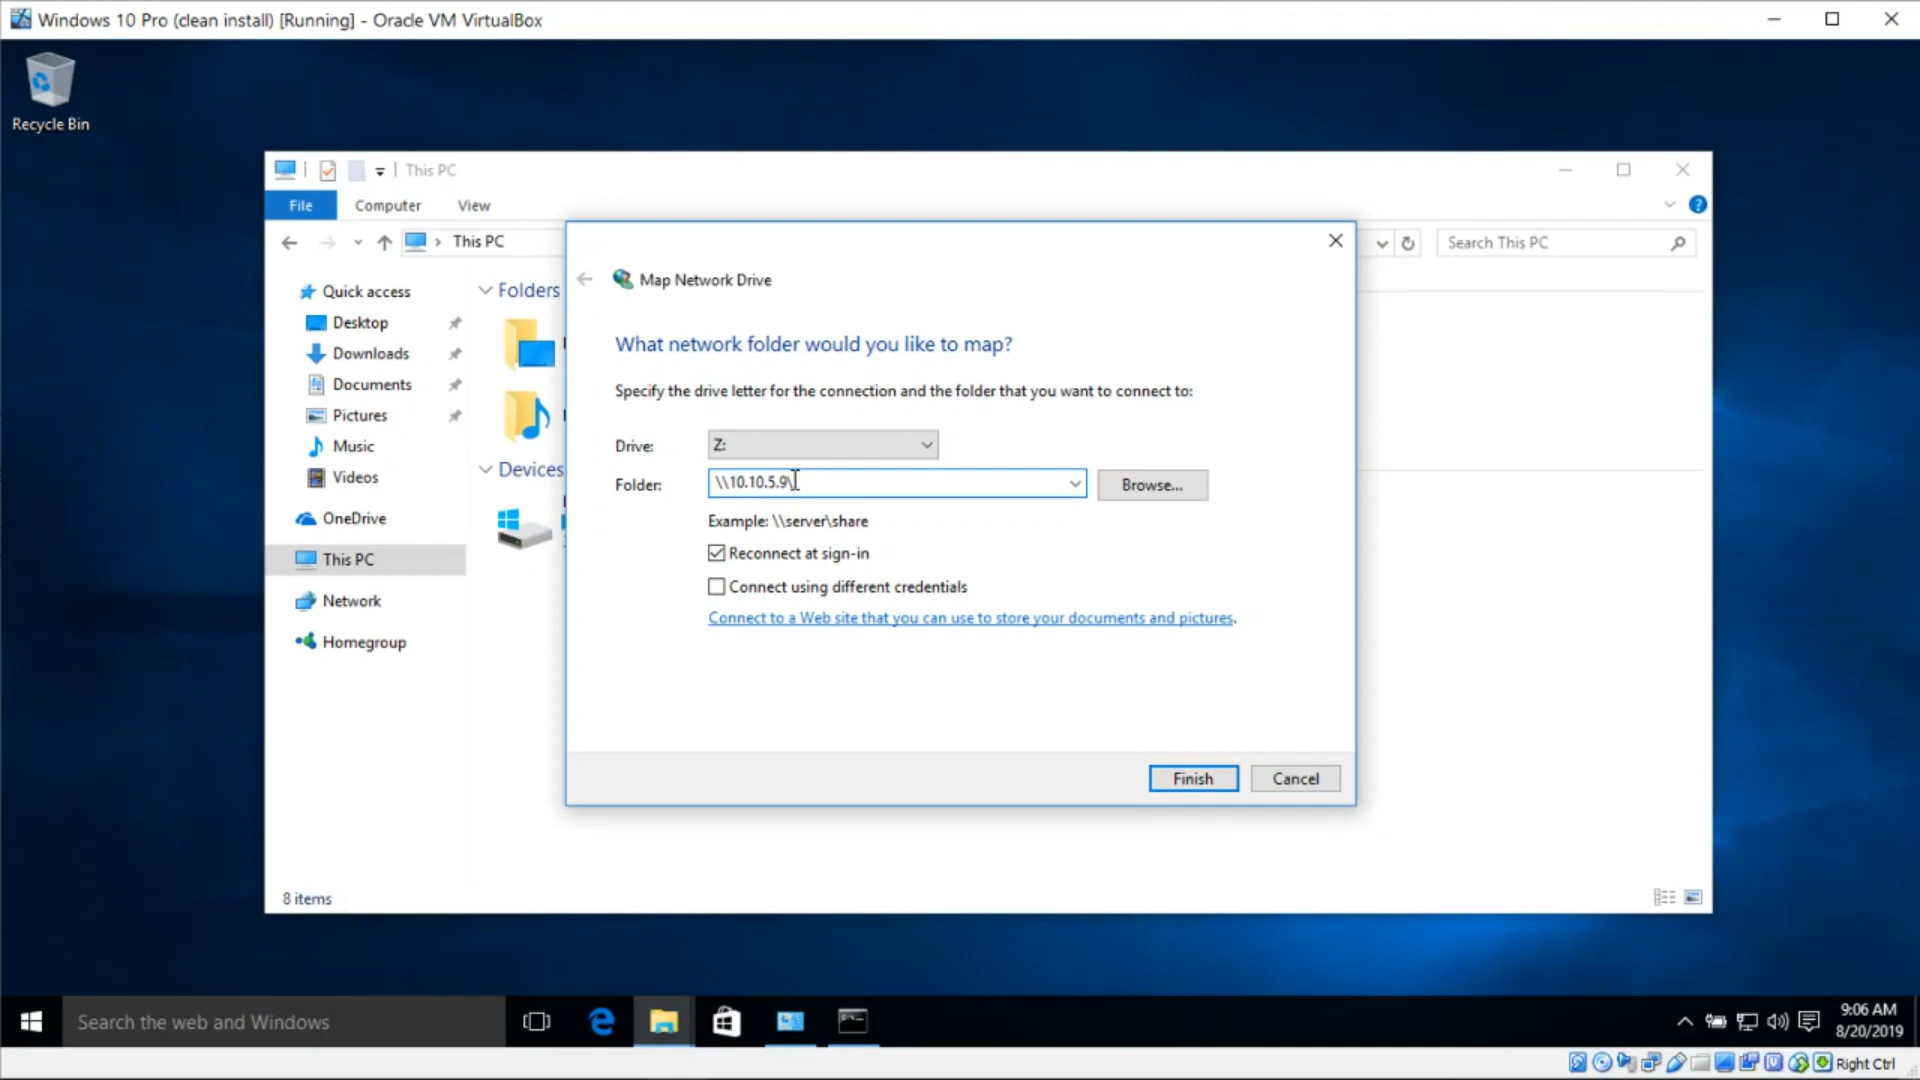 Windows 10 Pro (clean install) [Running] - Oracle VM VirtualBox
Recycle Bin
This PC
File Computer View
This PC
Search This PC
Quick access
Desktop
Downloads
Documents
Pictures
Music
Videos
OneDrive
This PC
Network
Homegroup
Folders
Devices
Map Network Drive
What network folder would you like to map?
Specify the drive letter for the connection and the folder that you want to connect to:
Drive: Z:
Folder: \\10.10.5.9\ Browse...
Example: \\server\share
Reconnect at sign-in
Connect using different credentials
Connect to a Web site that you can use to store your documents and pictures.
Finish Cancel
8 items
Search the web and Windows
9:06 AM
8/20/2019
Right Ctrl